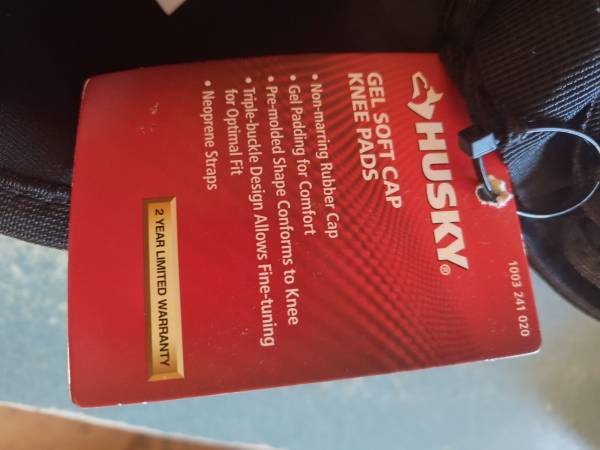 1003 241 020
HUSKY®
GEL SOFT CAP
KNEE PADS
• Non-marring Rubber Cap
• Gel Padding for Comfort
• Pre-molded Shape Conforms to Knee
• Triple-buckle Design Allows Fine-tuning
for Optimal Fit
• Neoprene Straps
2 YEAR LIMITED WARRANTY